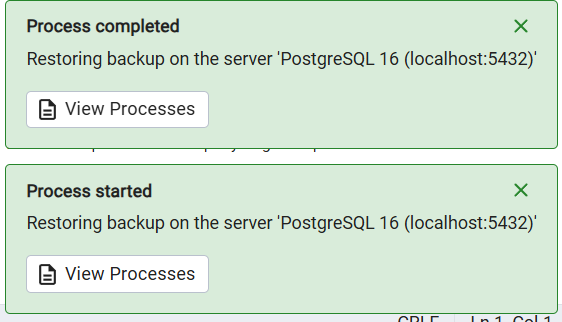 Process completed
Restoring backup on the server 'PostgreSQL 16 (localhost:5432)'
View Processes
Process started
Restoring backup on the server 'PostgreSQL 16 (localhost:5432)'
View Processes
CRLF Ln 1, Col 1